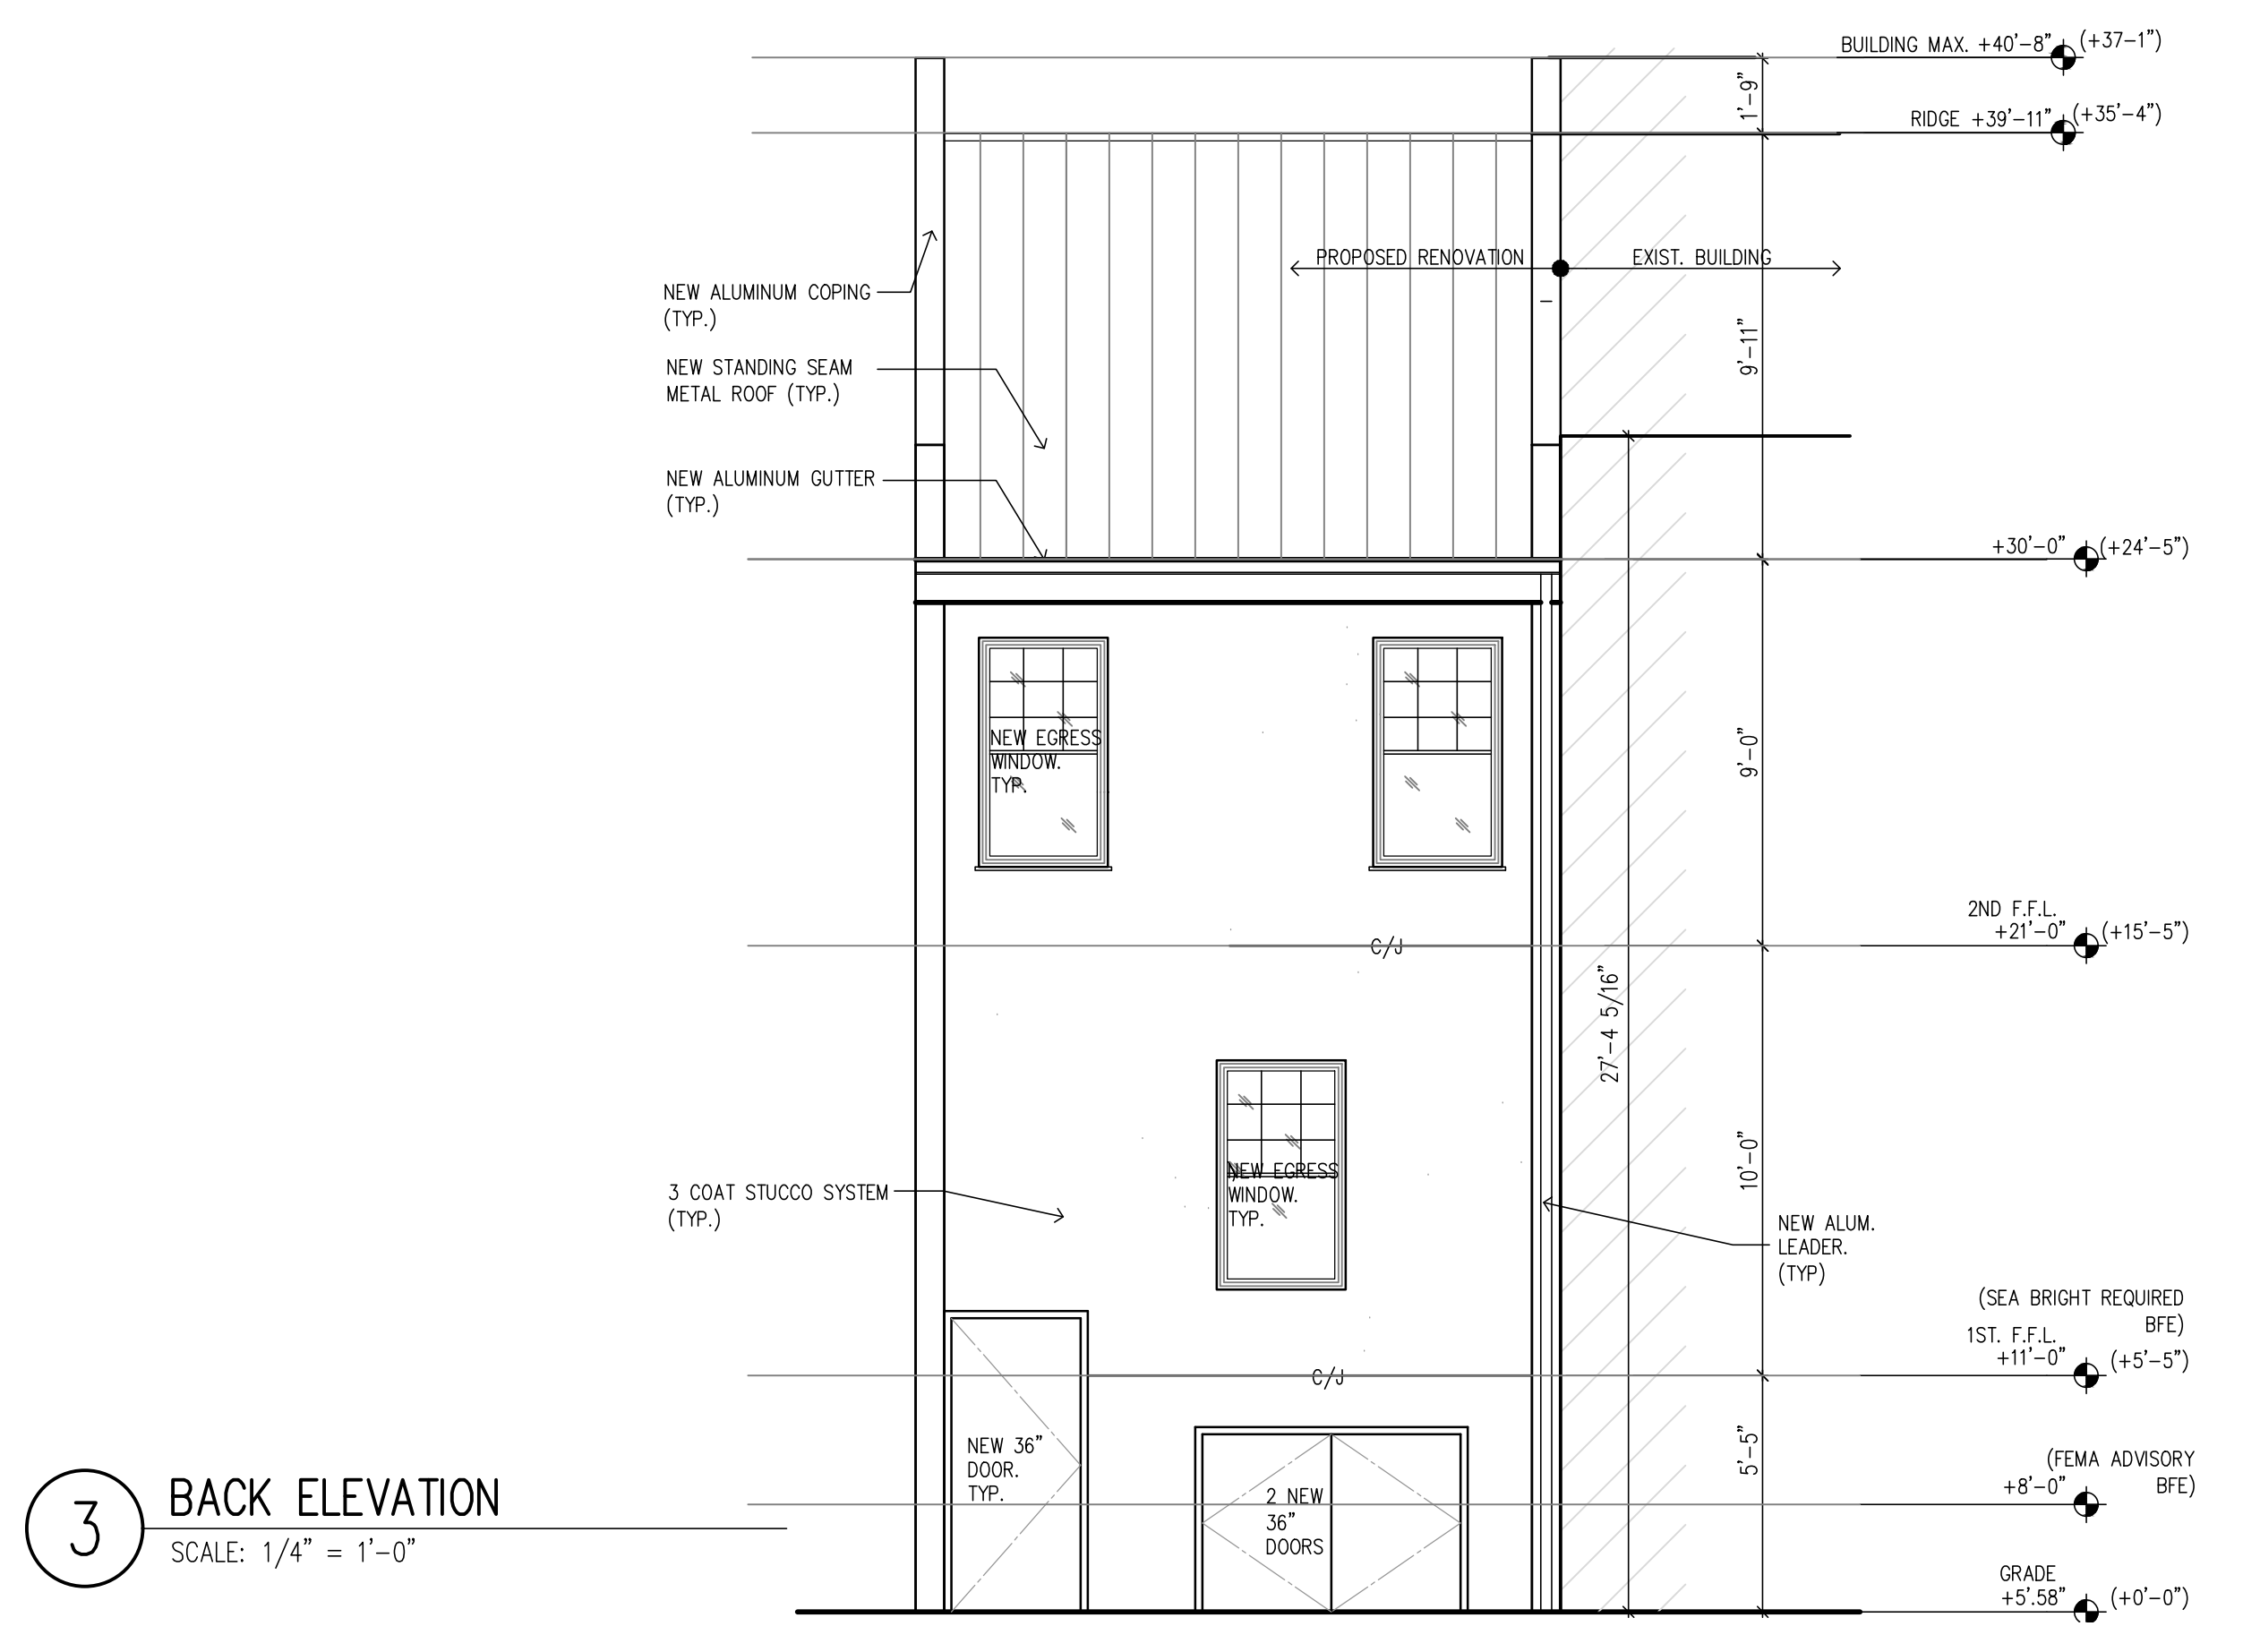 BUILDING MAX. +40'-8" (+37-1")
1'-9"
RIDGE +39'-11" (+35'-4")
PROPOSED RENOVATION
EXIST. BUILDING
NEW ALUMINUM COPING
(TYP.)
9'-11"
NEW STANDING SEAM
METAL ROOF (TYP.)
NEW ALUMINUM GUTTER
(TYP.)
+30'-0" (+24'-5")
NEW EGRESS
WINDOW.
TYP.
9'-0"
2ND F.F.L.
+21'-0" (+15'-5")
C/J
27'-4 5/16"
10'-0"
NEW EGRESS
WINDOW.
TYP.
3 COAT STUCCO SYSTEM
(TYP.)
NEW ALUM.
LEADER.
(TYP)
(SEA BRIGHT REQUIRED
BFE)
1ST. F.F.L.
+11'-0" (+5'-5")
C/J
5'-5"
NEW 36"
DOOR.
TYP.
2 NEW
36"
DOORS
(FEMA ADVISORY
BFE)
+8'-0"
GRADE
+5'.58" (+0'-0")
3
BACK ELEVATION
SCALE: 1/4" = 1'-0"